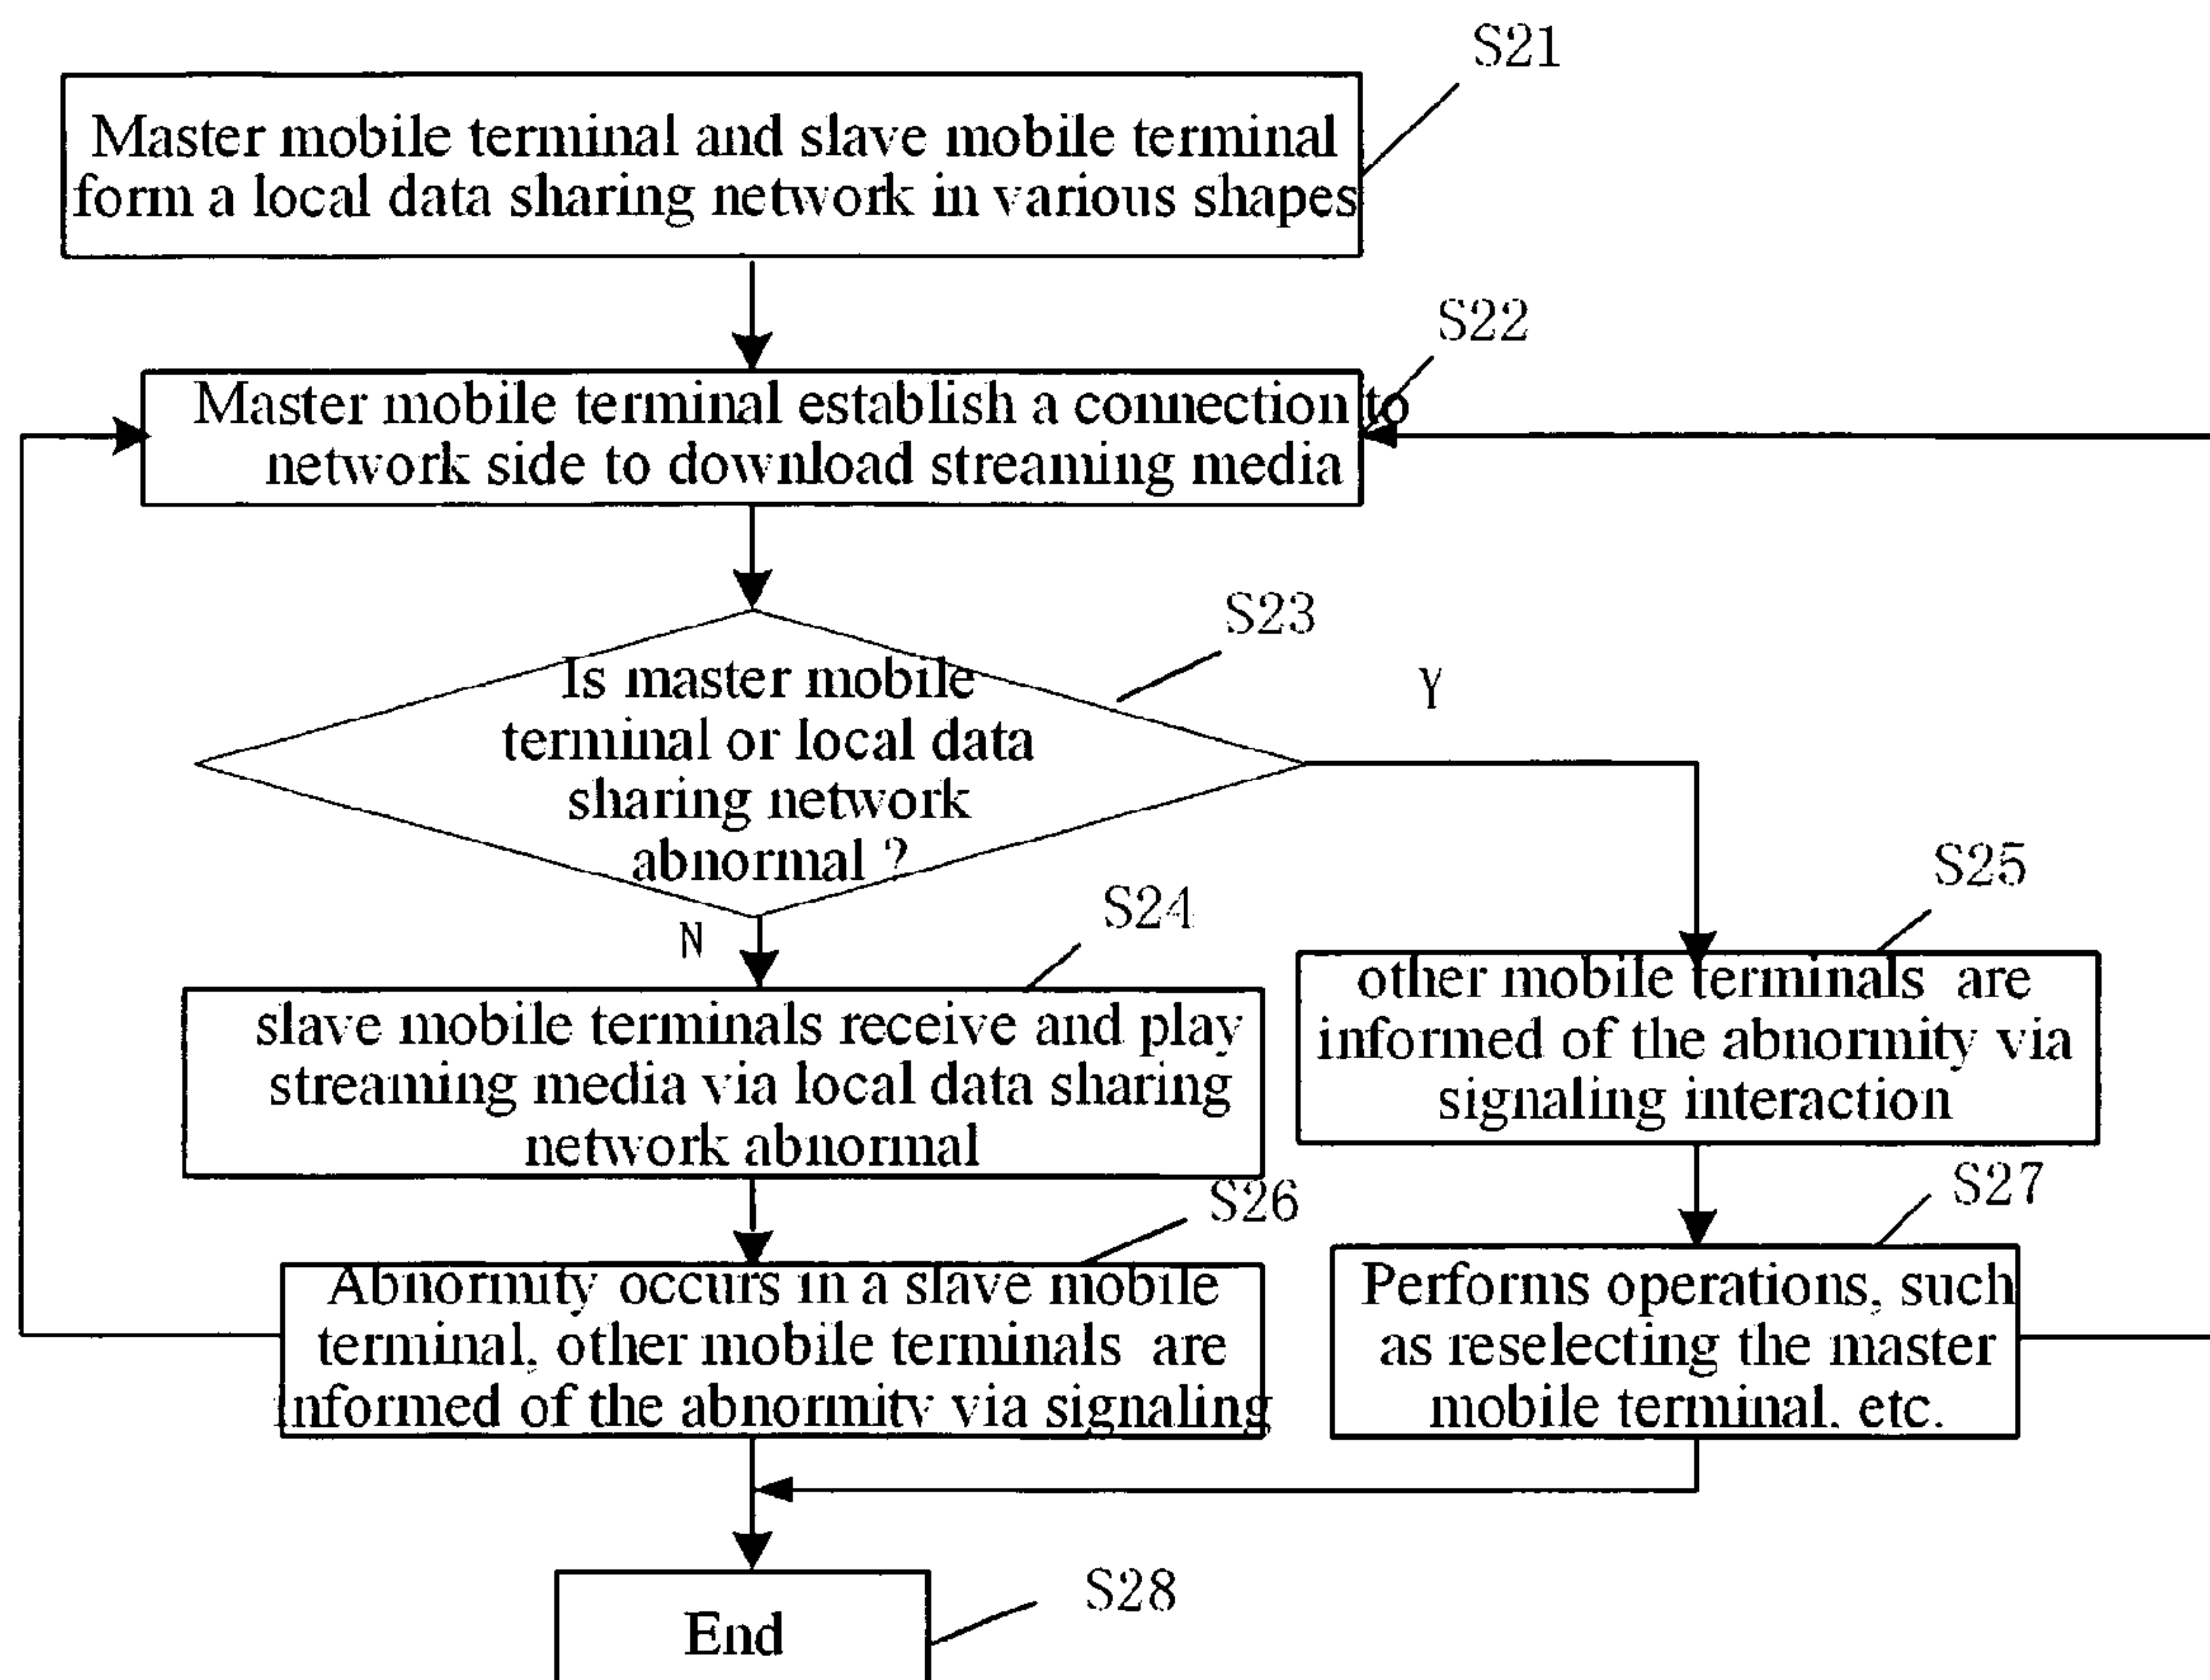 S21
Master mobile terminal and slave mobile terminal
form a local data sharing network in various shapes
S22
Master mobile terminal establish a connection to
network side to download streaming media
S23
Is master mobile
terminal or local data
sharing network
abnormal ?
Y
N
S24
S25
slave mobile terminals receive and play
streaming media via local data sharing
network abnormal
other mobile terminals are
informed of the abnormity via
signaling interaction
S26
S27
Abnormity occurs in a slave mobile
terminal, other mobile terminals are
informed of the abnormity via signaling
Performs operations, such
as reselecting the master
mobile terminal, etc.
S28
End